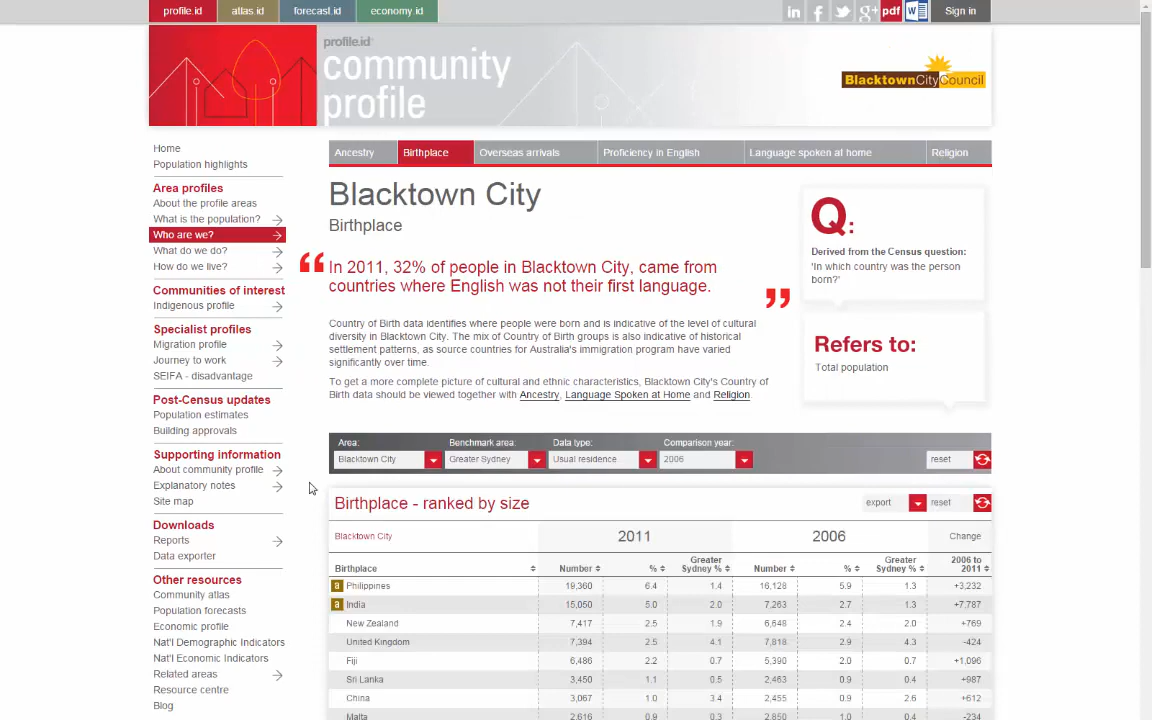 profile.id atlas.id forecast.id economy.id pdf Sign in
profile.id
community
profile
BlacktownCityCouncil
Home
Population highlights
Area profiles
About the profile areas
What is the population?
Who are we?
What do we do?
How do we live?
Communities of interest
Indigenous profile
Specialist profiles
Migration profile
Journey to work
SEIFA - disadvantage
Post-Census updates
Population estimates
Building approvals
Supporting information
About community profile
Explanatory notes
Site map
Downloads
Reports
Data exporter
Other resources
Community atlas
Population forecasts
Economic profile
Nat'l Demographic Indicators
Nat'l Economic Indicators
Related areas
Resource centre
Blog
Ancestry Birthplace Overseas arrivals Proficiency in English Language spoken at home Religion
Blacktown City
Birthplace
“ In 2011, 32% of people in Blacktown City, came from
countries where English was not their first language. ”
Country of Birth data identifies where people were born and is indicative of the level of cultural
diversity in Blacktown City. The mix of Country of Birth groups is also indicative of historical
settlement patterns, as source countries for Australia's immigration program have varied
significantly over time.
To get a more complete picture of cultural and ethnic characteristics, Blacktown City's Country of
Birth data should be viewed together with Ancestry, Language Spoken at Home and Religion.
Q:
Derived from the Census question:
'In which country was the person
born?'
Refers to:
Total population
Area: Benchmark area: Data type: Comparison year:
Blacktown City Greater Sydney Usual residence 2006 reset
Birthplace - ranked by size export reset
Blacktown City 2011 2006 Change
Birthplace Number % Greater Sydney % Number % Greater Sydney % 2006 to 2011
a Philippines 19,360 6.4 1.4 16,128 5.9 1.3 +3,232
a India 15,050 5.0 2.0 7,263 2.7 1.3 +7,787
New Zealand 7,417 2.5 1.9 6,648 2.4 2.0 +769
United Kingdom 7,394 2.5 4.1 7,818 2.9 4.3 -424
Fiji 6,486 2.2 0.7 5,390 2.0 0.7 +1,096
Sri Lanka 3,450 1.1 0.5 2,463 0.9 0.4 +987
China 3,067 1.0 3.4 2,455 0.9 2.6 +612
Malta 2,616 0.9 0.3 2,850 1.0 0.4 -234